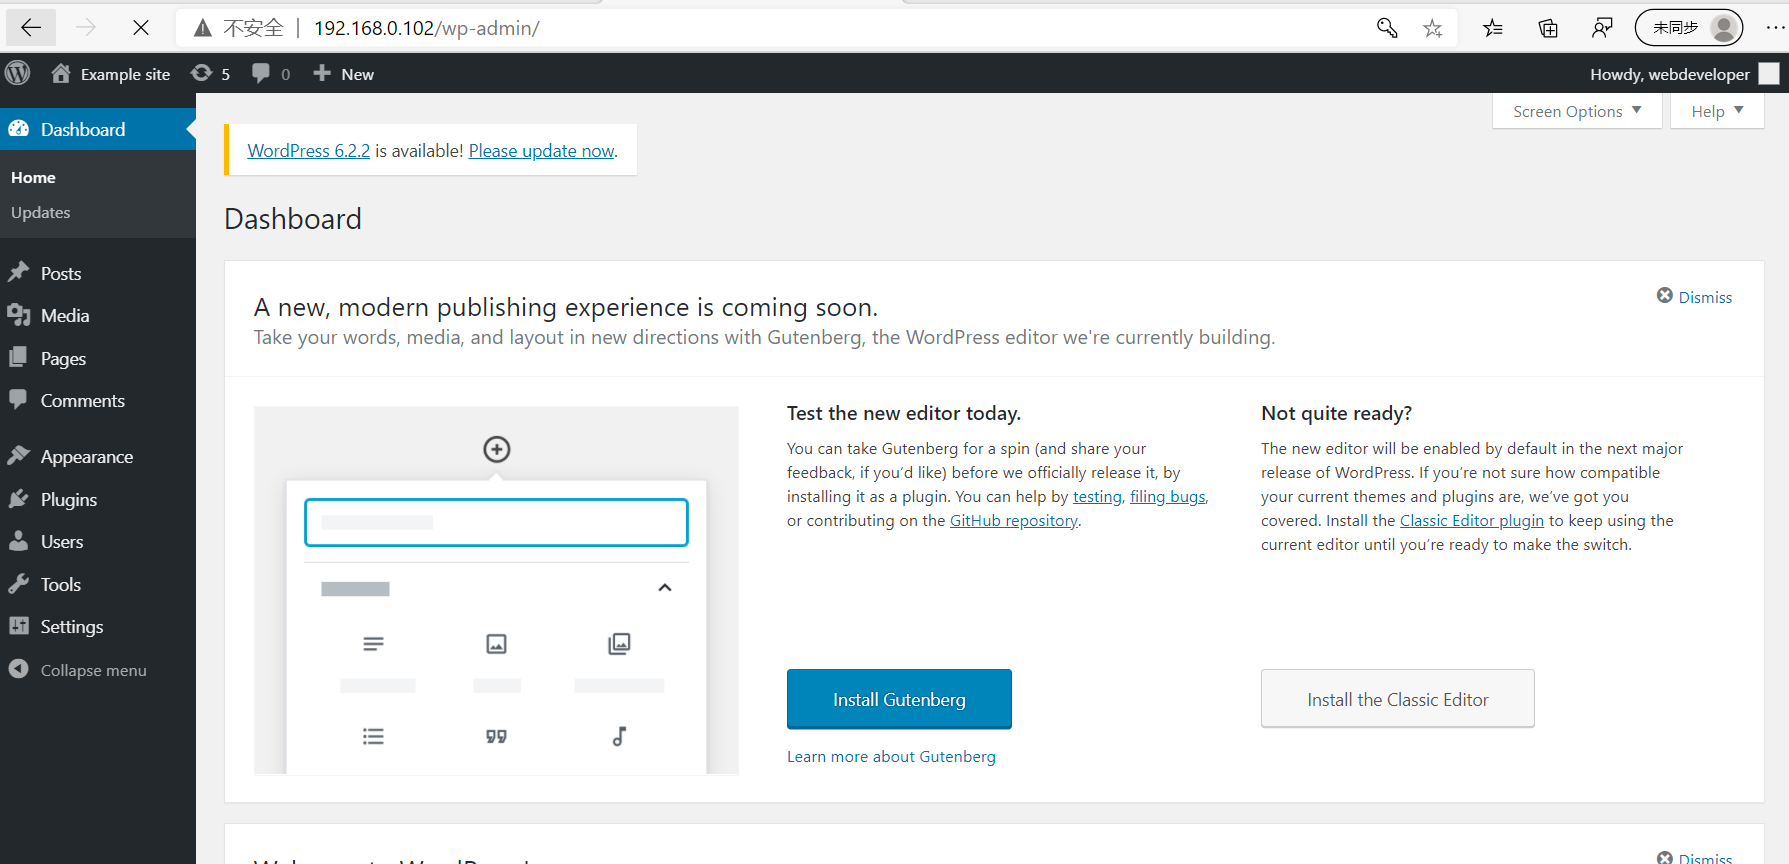 不安全 192.168.0.102/wp-admin/ 未同步
Example site 5 0 New Howdy, webdeveloper
Screen Options Help
Dashboard
Home
Updates
Posts
Media
Pages
Comments
Appearance
Plugins
Users
Tools
Settings
Collapse menu
WordPress 6.2.2 is available! Please update now.
Dashboard
A new, modern publishing experience is coming soon.
Dismiss
Take your words, media, and layout in new directions with Gutenberg, the WordPress editor we're currently building.
Test the new editor today.
You can take Gutenberg for a spin (and share your
feedback, if you’d like) before we officially release it, by
installing it as a plugin. You can help by testing, filing bugs,
or contributing on the GitHub repository.
Install Gutenberg
Learn more about Gutenberg
Not quite ready?
The new editor will be enabled by default in the next major
release of WordPress. If you’re not sure how compatible
your current themes and plugins are, we’ve got you
covered. Install the Classic Editor plugin to keep using the
current editor until you’re ready to make the switch.
Install the Classic Editor
Dismiss